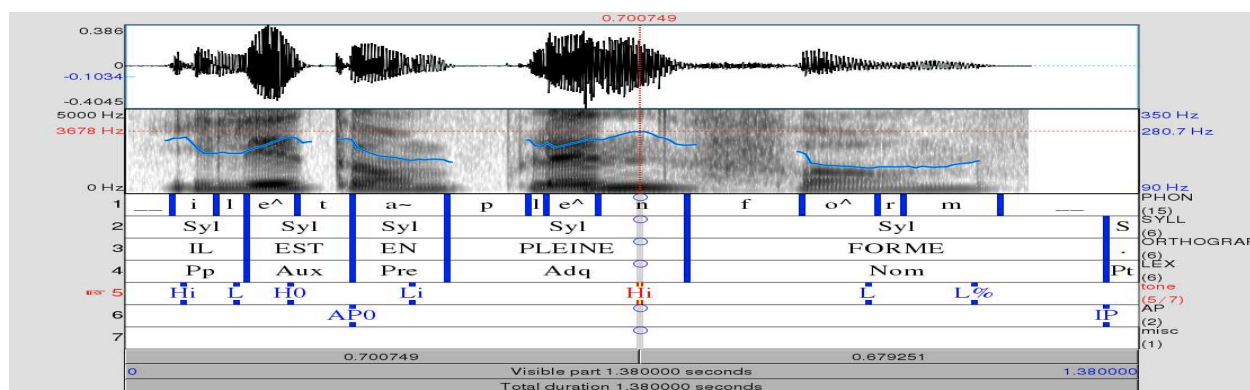 0.700749
0.386
0
-0.1034
-0.4045
5000 Hz 350 Hz
3678 Hz 280.7 Hz
0 Hz 90 Hz
1 __ i l e^ t a~ p l e^ n f o^ r m __ PHON (15)
2 Syl Syl Syl Syl Syl S SYLL (6)
3 IL EST EN PLEINE FORME . ORTHOGRAP (6)
4 Pp Aux Pre Adq Nom Pt LEX (6)
5 Hi L H0 Li Hi L L% tone (5/7)
6 AP0 IP AP (2)
7 misc (1)
0.700749 0.679251
0 Visible part 1.380000 seconds 1.380000
Total duration 1.380000 seconds